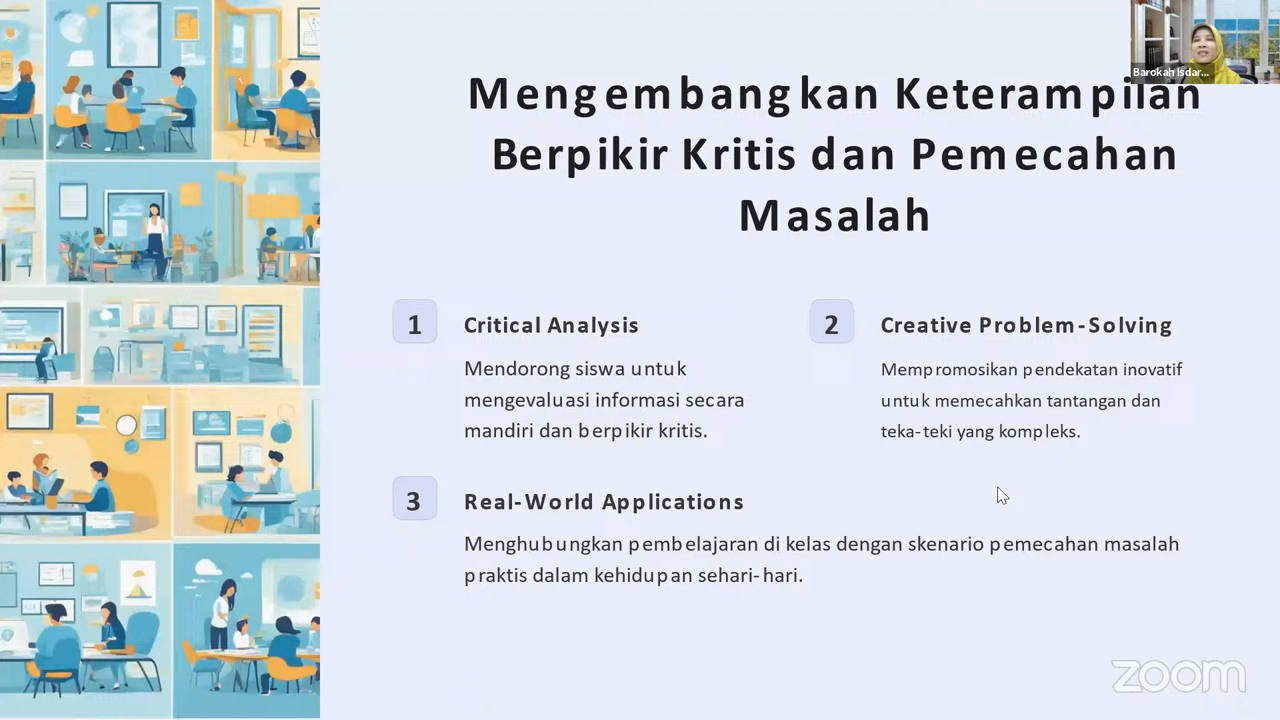 Barokah Isdar...
Mengembangkan Keterampilan
Berpikir Kritis dan Pemecahan
Masalah
1
Critical Analysis
Mendorong siswa untuk
mengevaluasi informasi secara
mandiri dan berpikir kritis.
2
Creative Problem-Solving
Mempromosikan pendekatan inovatif
untuk memecahkan tantangan dan
teka-teki yang kompleks.
3
Real-World Applications
Menghubungkan pembelajaran di kelas dengan skenario pemecahan masalah
praktis dalam kehidupan sehari-hari.
zoom